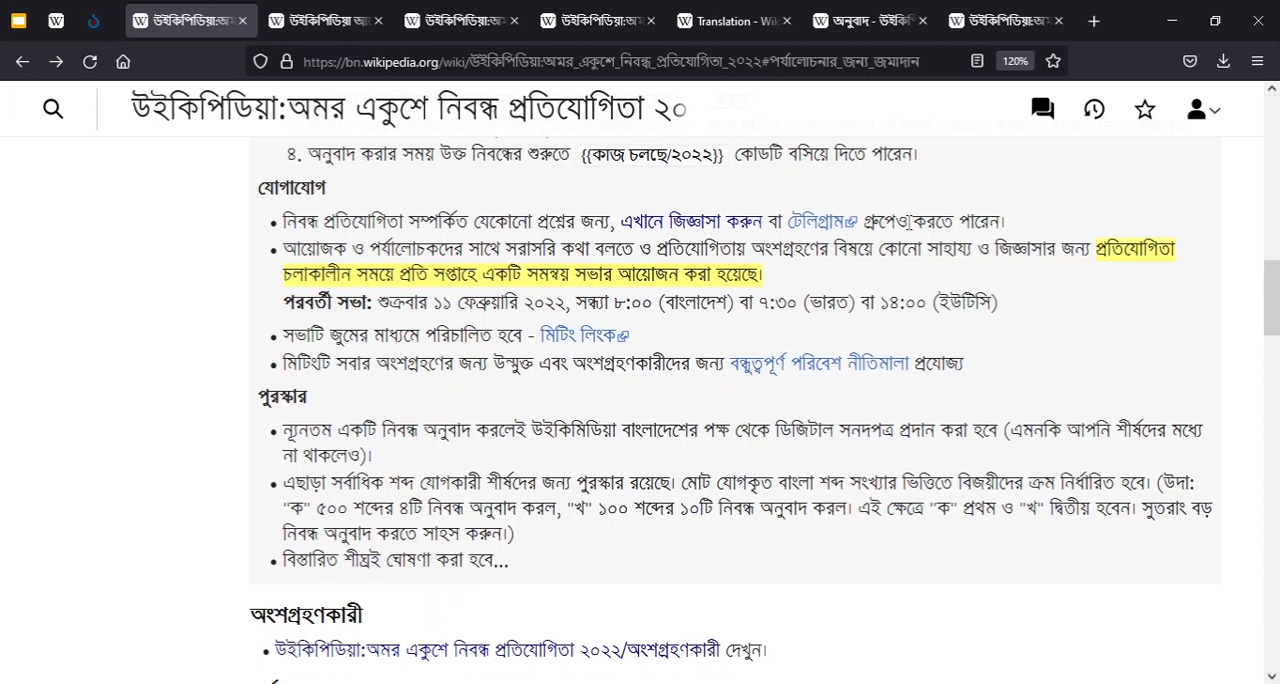 উইকিপিডিয়া:অম
উইকিপিডিয়া আ
উইকিপিডিয়া:অম
উইকিপিডিয়া:অম
Translation - Wik
অনুবাদ - উইকিপি
উইকিপিডিয়া:অম
https://bn.wikipedia.org/wiki/উইকিপিডিয়া:অমর_একুশে_নিবন্ধ_প্রতিযোগিতা_২০২২#পর্যালোচনার_জন্য_জমাদান
120%
উইকিপিডিয়া:অমর একুশে নিবন্ধ প্রতিযোগিতা ২০
৪. অনুবাদ করার সময় উক্ত নিবন্ধের শুরুতে {{কাজ চলছে/২০২২}} কোডটি বসিয়ে দিতে পারেন।
যোগাযোগ
• নিবন্ধ প্রতিযোগিতা সম্পর্কিত যেকোনো প্রশ্নের জন্য, এখানে জিজ্ঞাসা করুন বা টেলিগ্রাম গ্রুপেও করতে পারেন।
• আয়োজক ও পর্যালোচকদের সাথে সরাসরি কথা বলতে ও প্রতিযোগিতায় অংশগ্রহণের বিষয়ে কোনো সাহায্য ও জিজ্ঞাসার জন্য প্রতিযোগিতা
চলাকালীন সময়ে প্রতি সপ্তাহে একটি সমন্বয় সভার আয়োজন করা হয়েছে।
পরবর্তী সভা: শুক্রবার ১১ ফেব্রুয়ারি ২০২২, সন্ধ্যা ৮:০০ (বাংলাদেশ) বা ৭:৩০ (ভারত) বা ১৪:০০ (ইউটিসি)
• সভাটি জুমের মাধ্যমে পরিচালিত হবে - মিটিং লিংক
• মিটিংটি সবার অংশগ্রহণের জন্য উন্মুক্ত এবং অংশগ্রহণকারীদের জন্য বন্ধুত্বপূর্ণ পরিবেশ নীতিমালা প্রযোজ্য
পুরস্কার
• ন্যূনতম একটি নিবন্ধ অনুবাদ করলেই উইকিমিডিয়া বাংলাদেশের পক্ষ থেকে ডিজিটাল সনদপত্র প্রদান করা হবে (এমনকি আপনি শীর্ষদের মধ্যে
না থাকলেও)।
• এছাড়া সর্বাধিক শব্দ যোগকারী শীর্ষদের জন্য পুরস্কার রয়েছে। মোট যোগকৃত বাংলা শব্দ সংখ্যার ভিত্তিতে বিজয়ীদের ক্রম নির্ধারিত হবে। (উদা:
"ক" ৫০০ শব্দের ৪টি নিবন্ধ অনুবাদ করল, "খ" ১০০ শব্দের ১০টি নিবন্ধ অনুবাদ করল। এই ক্ষেত্রে "ক" প্রথম ও "খ" দ্বিতীয় হবেন। সুতরাং বড়
নিবন্ধ অনুবাদ করতে সাহস করুন।)
• বিস্তারিত শীঘ্রই ঘোষণা করা হবে...
অংশগ্রহণকারী
• উইকিপিডিয়া:অমর একুশে নিবন্ধ প্রতিযোগিতা ২০২২/অংশগ্রহণকারী দেখুন।